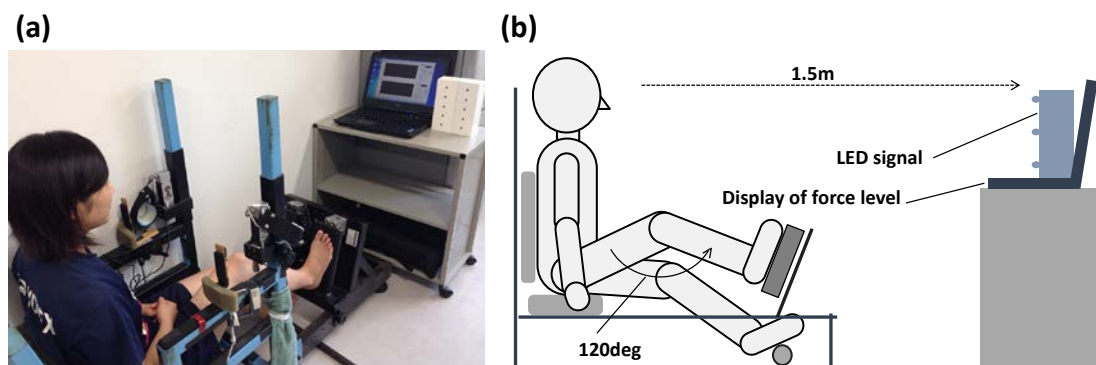 (a)
(b)
1.5m
LED signal
Display of force level
120deg